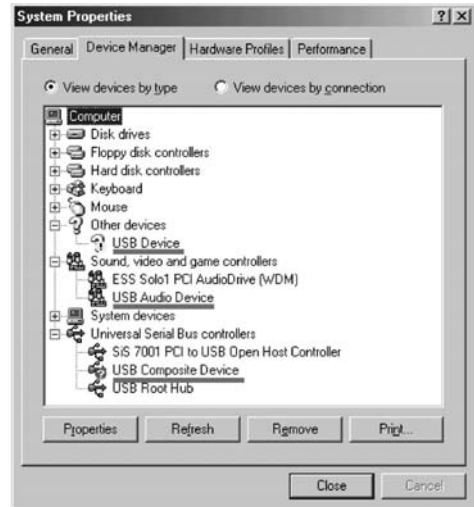 System Properties
General
Device Manager
Hardware Profiles
Performance
View devices by type
View devices by connection
Computer
Disk drives
Floppy disk controllers
Hard disk controllers
Keyboard
Mouse
Other devices
USB Device
Sound, video and game controllers
ESS Solo1 PCI AudioDrive (WDM)
USB Audio Device
System devices
Universal Serial Bus controllers
SiS 7001 PCI to USB Open Host Controller
USB Composite Device
USB Root Hub
Properties
Refresh
Remove
Print...
Close
Cancel